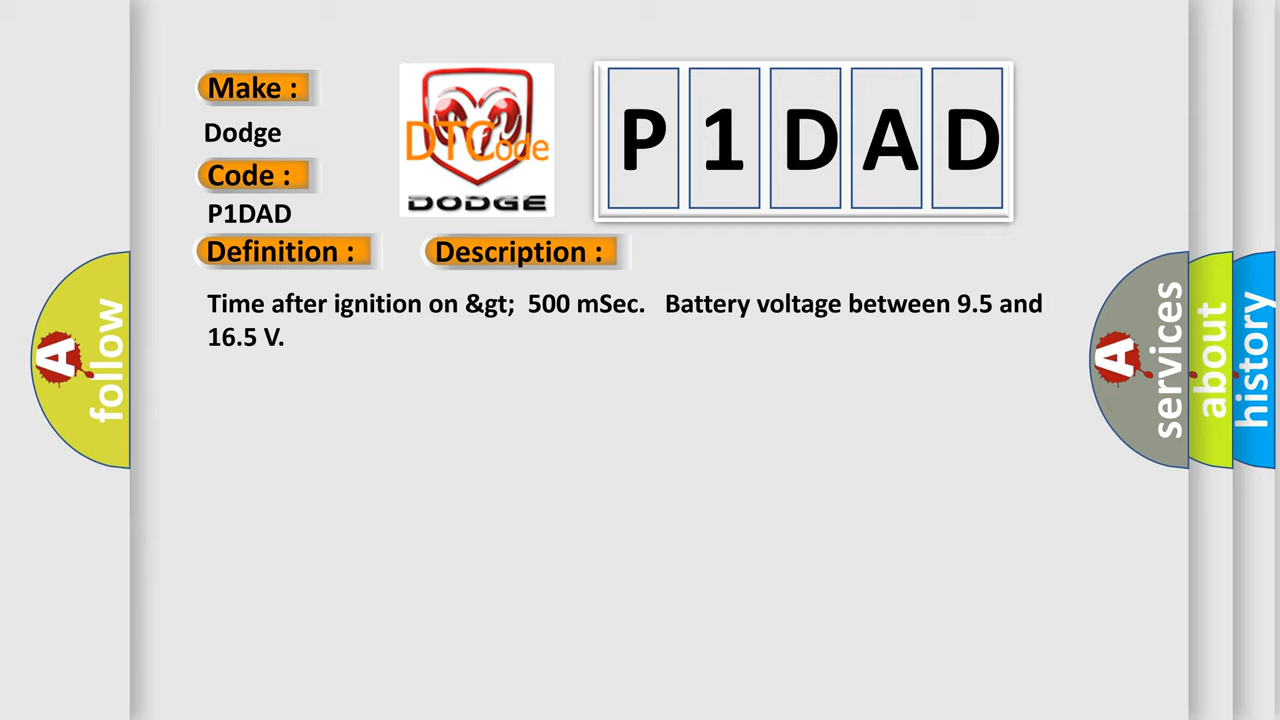 Make :
Dodge
Code :
P1DAD
DTCode
DODGE
P 1 D A D
Definition :
Description :
Time after ignition on &gt; 500 mSec. Battery voltage between 9.5 and
16.5 V.
A follow
A services
about
history